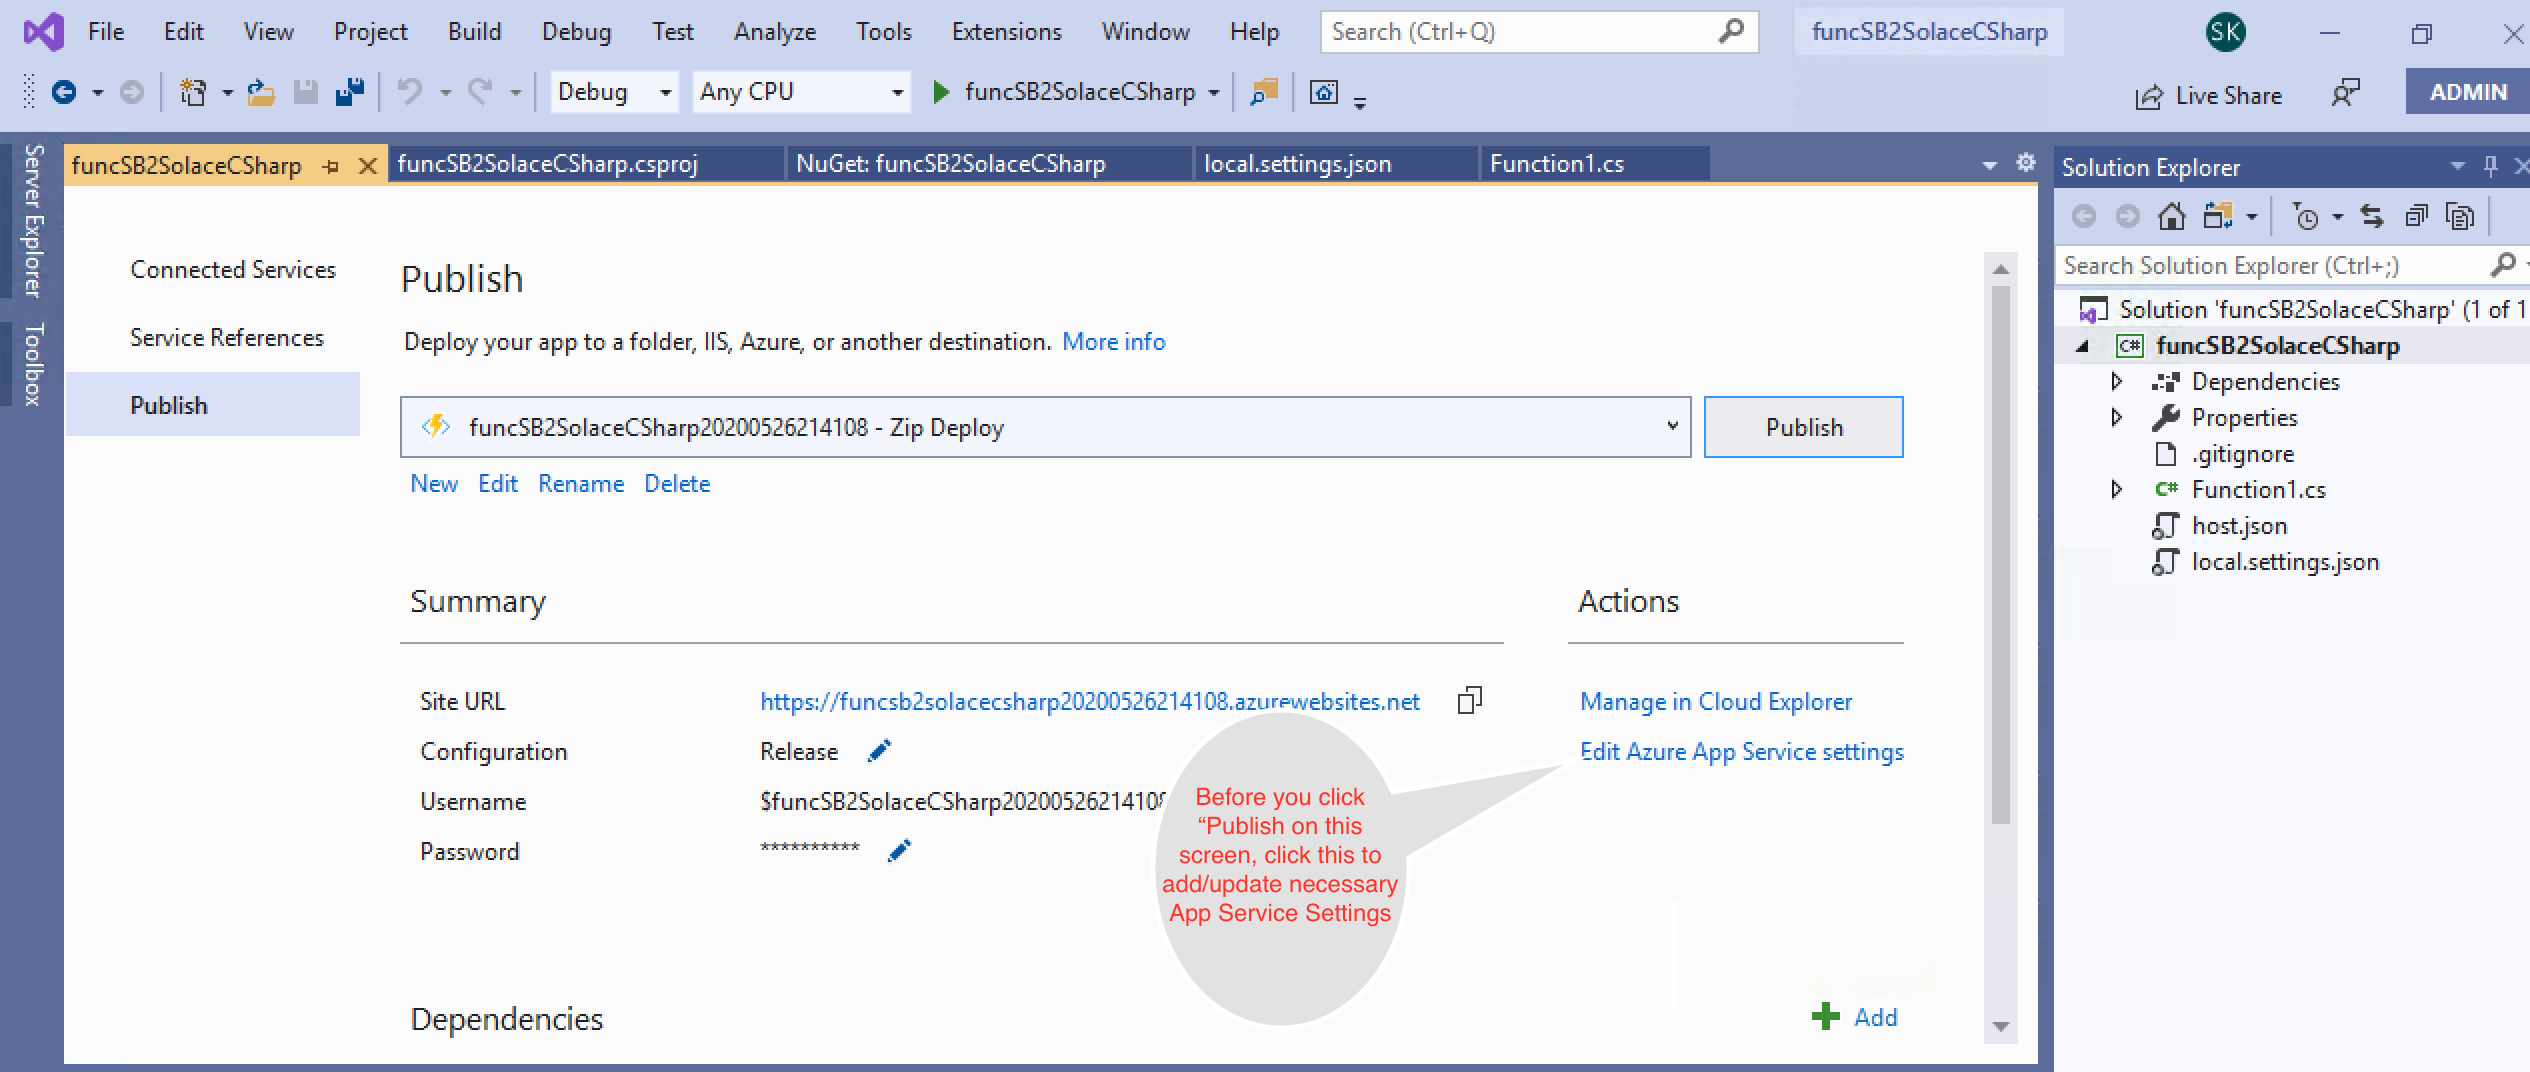 File Edit View Project Build Debug Test Analyze Tools Extensions Window Help Search (Ctrl+Q) funcSB2SolaceCSharp SK
Debug Any CPU funcSB2SolaceCSharp Live Share ADMIN
Server Explorer
Toolbox
funcSB2SolaceCSharp funcSB2SolaceCSharp.csproj NuGet: funcSB2SolaceCSharp local.settings.json Function1.cs
Connected Services
Service References
Publish
Publish
Deploy your app to a folder, IIS, Azure, or another destination. More info
funcSB2SolaceCSharp20200526214108 - Zip Deploy Publish
New Edit Rename Delete
Summary
Site URL https://funcsb2solacecsharp20200526214108.azurewebsites.net
Configuration Release
Username $funcSB2SolaceCSharp20200526214108
Password **********
Actions
Manage in Cloud Explorer
Edit Azure App Service settings
Before you click
“Publish on this
screen, click this to
add/update necessary
App Service Settings
Dependencies
Add
Solution Explorer
Search Solution Explorer (Ctrl+;)
Solution 'funcSB2SolaceCSharp' (1 of 1
C# funcSB2SolaceCSharp
Dependencies
Properties
.gitignore
C# Function1.cs
host.json
local.settings.json